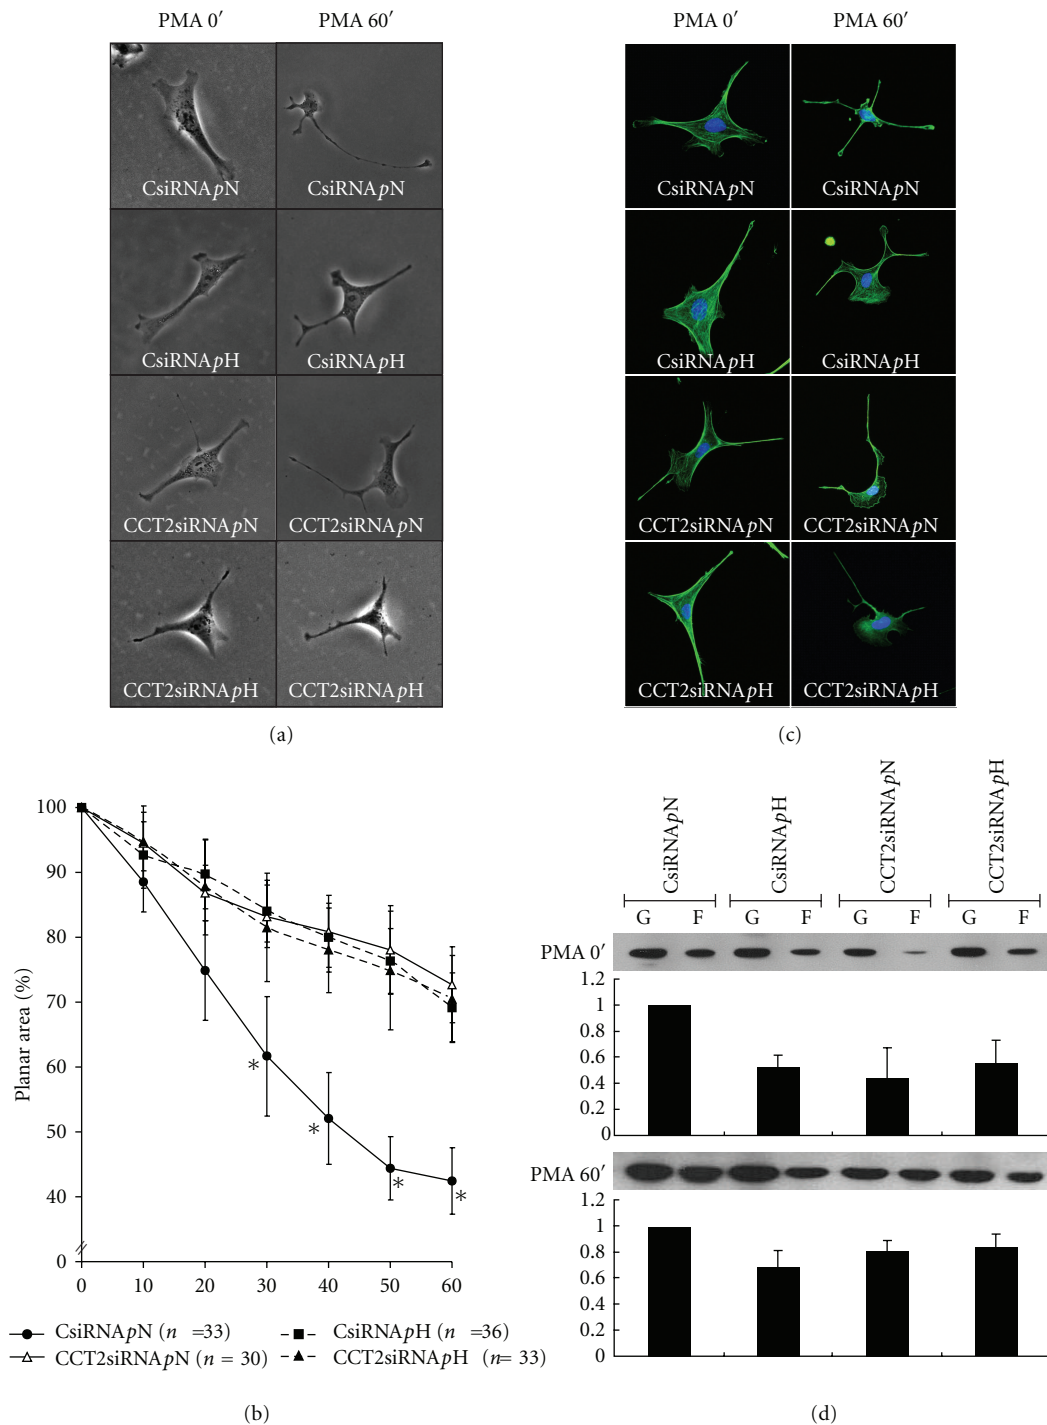 PMA 0′ PMA 60′
CsiRNApN CsiRNApN
CsiRNApH CsiRNApH
CCT2siRNApN CCT2siRNApN
CCT2siRNApH CCT2siRNApH
(a)
PMA 0′ PMA 60′
CsiRNApN CsiRNApN
CsiRNApH CsiRNApH
CCT2siRNApN CCT2siRNApN
CCT2siRNApH CCT2siRNApH
(c)
Planar area (%)
100
90
80
70
60
50
40
0
* * * *
0 10 20 30 40 50 60
CsiRNApN (n =33) CsiRNApH (n =36)
CCT2siRNApN (n = 30) CCT2siRNApH (n= 33)
(b)
CsiRNApN CsiRNApH CCT2siRNApN CCT2siRNApH
G F G F G F G F
PMA 0′
1.2
1
0.8
0.6
0.4
0.2
0
PMA 60′
1.2
1
0.8
0.6
0.4
0.2
0
(d)